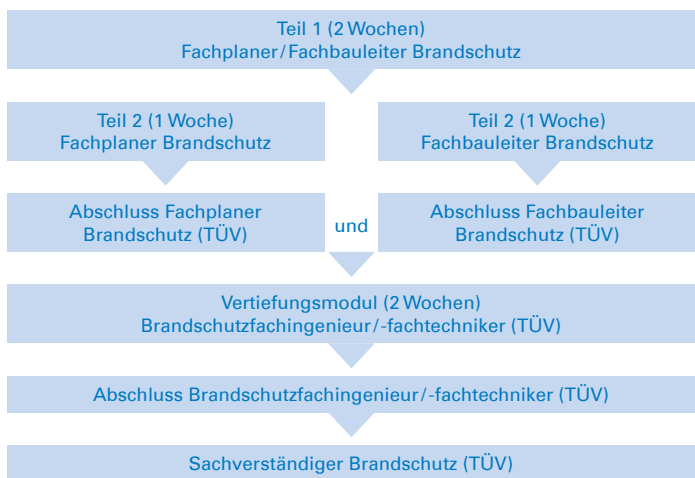 Teil 1 (2 Wochen)
Fachplaner/Fachbauleiter Brandschutz
Teil 2 (1 Woche)
Fachplaner Brandschutz
Teil 2 (1 Woche)
Fachbauleiter Brandschutz
Abschluss Fachplaner
Brandschutz (TÜV)
und
Abschluss Fachbauleiter
Brandschutz (TÜV)
Vertiefungsmodul (2 Wochen)
Brandschutzfachingenieur/-fachtechniker (TÜV)
Abschluss Brandschutzfachingenieur/-fachtechniker (TÜV)
Sachverständiger Brandschutz (TÜV)